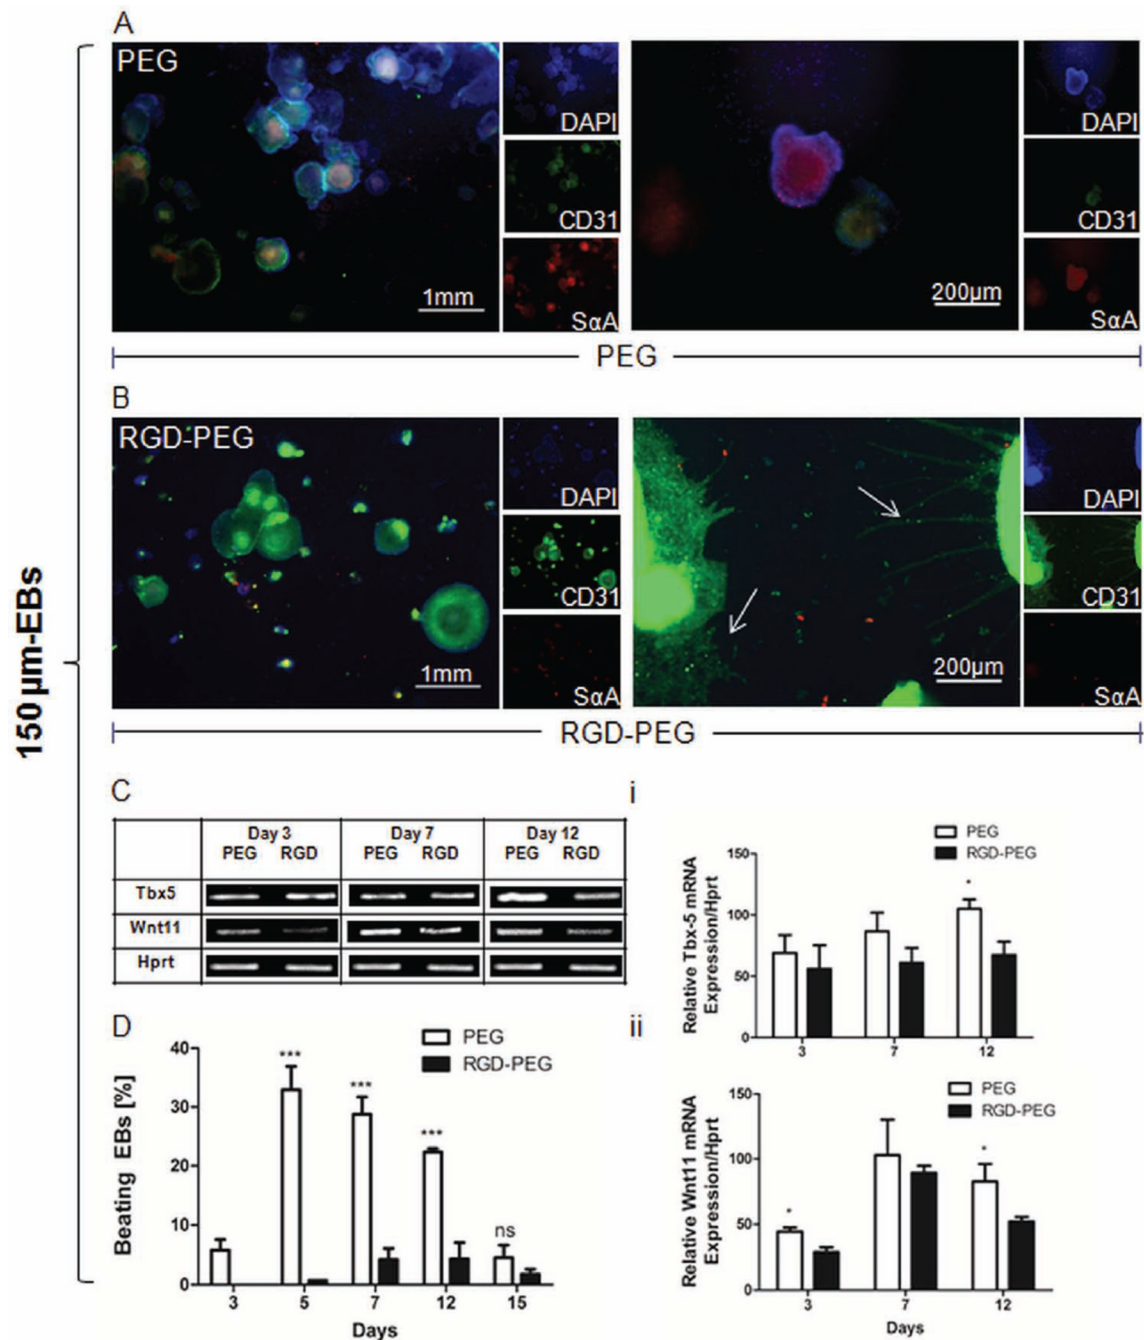 A
PEG
DAPI
CD31
SαA
1mm
DAPI
CD31
SαA
200µm
PEG
B
RGD-PEG
DAPI
CD31
SαA
1mm
DAPI
CD31
SαA
200µm
RGD-PEG
150 µm-EBs
C
Day 3 Day 7 Day 12
PEG RGD PEG RGD PEG RGD
Tbx5
Wnt11
Hprt
i
PEG
RGD-PEG
Relative Tbx-5 mRNA
Expression/Hprt
150
100
50
0
*
3 7 12
D
PEG
RGD-PEG
Beating EBs [%]
40
30
20
10
0
*** *** *** ns
3 5 7 12 15
Days
ii
PEG
RGD-PEG
Relative Wnt11 mRNA
Expression/Hprt
150
100
50
0
* *
3 7 12
Days